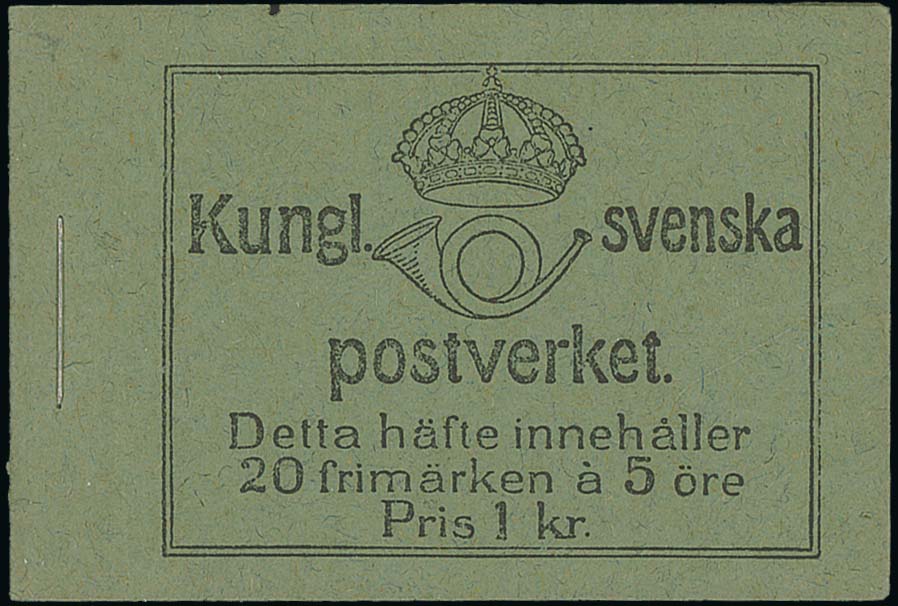 Kungl. svenska
postverket.
Detta häfte innehåller
20 frimärken à 5 öre
Pris 1 kr.